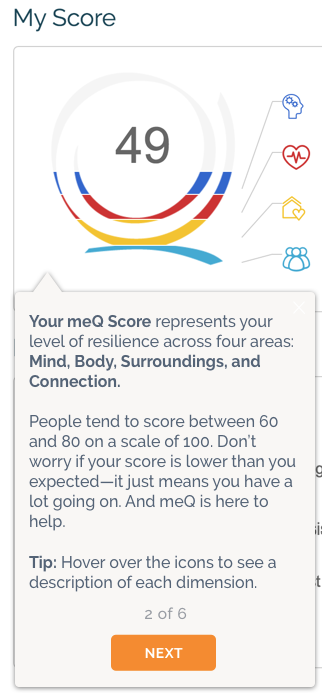 My Score
49
Your meQ Score represents your
level of resilience across four areas:
Mind, Body, Surroundings, and
Connection.
People tend to score between 60
and 80 on a scale of 100. Don't
worry if your score is lower than you
expected—it just means you have a
lot going on. And meQ is here to
help.
Tip: Hover over the icons to see a
description of each dimension.
2 of 6
NEXT